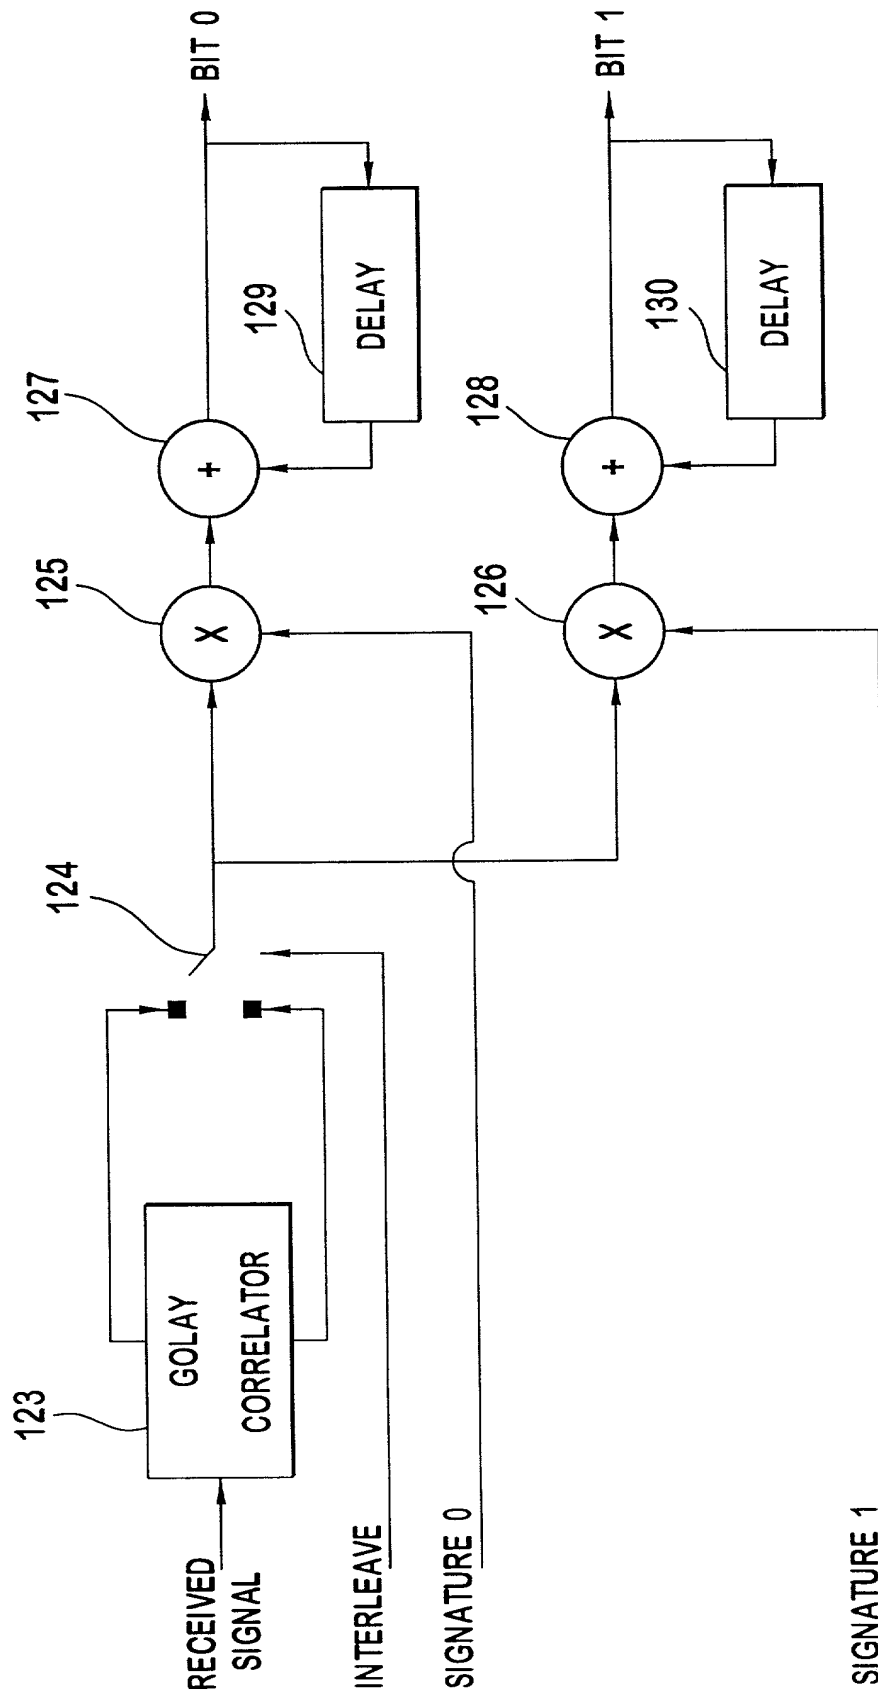 RECEIVED
SIGNAL
INTERLEAVE
SIGNATURE 0
SIGNATURE 1
123
GOLAY
CORRELATOR
124
125
X
127
+
129
DELAY
BIT 0
126
X
128
+
130
DELAY
BIT 1